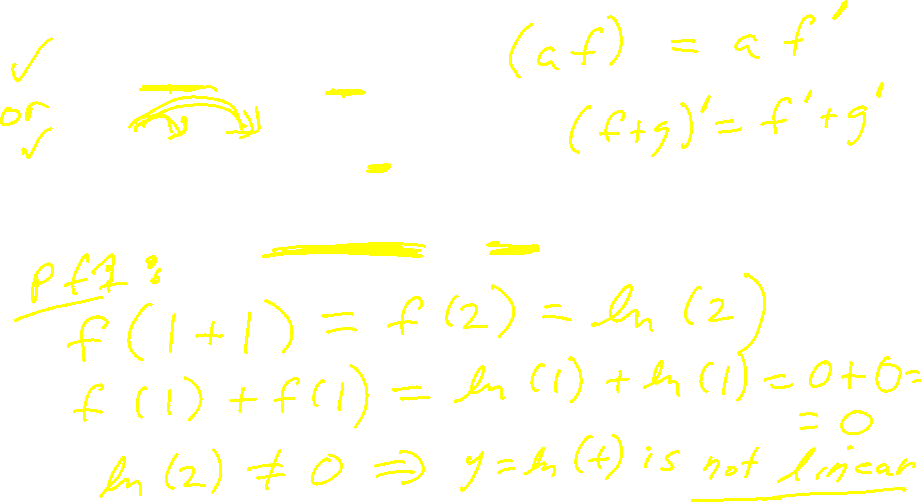 ✓
or
✓
(af) = af'
(f+g)' = f'+g'
pf1:
f(1+1) = f(2) = ln(2)
f(1) + f(1) = ln(1) + ln(1) = 0+0 =
= 0
ln(2) ≠ 0 ⇒ y = ln(t) is not linear